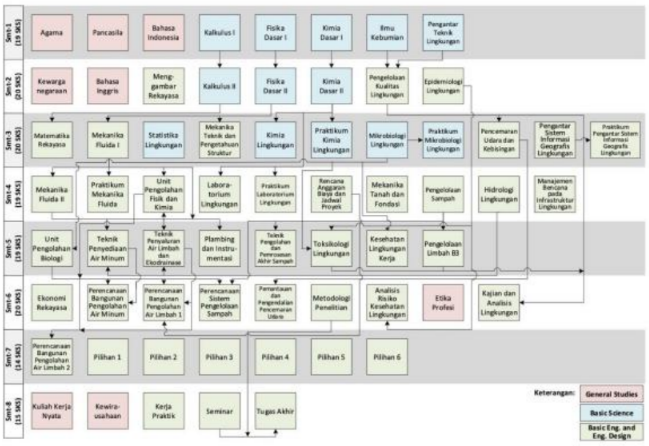 Smt-1
(19 SKS)
Agama
Pancasila
Bahasa
Indonesia
Kalkulus I
Fisika
Dasar I
Kimia
Dasar I
Ilmu
Kebumian
Pengantar
Teknik
Lingkungan
Smt-2
(20 SKS)
Kewarga
negaraan
Bahasa
Inggris
Meng-
gambar
Rekayasa
Kalkulus II
Fisika
Dasar II
Kimia
Dasar II
Pengelolaan
Kualitas
Lingkungan
Epidemiologi
Lingkungan
Smt-3
(20 SKS)
Matematika
Rekayasa
Mekanika
Fluida I
Statistika
Lingkungan
Mekanika
Teknik dan
Pengetahuan
Struktur
Kimia
Lingkungan
Praktikum
Kimia
Lingkungan
Mikrobiologi
Lingkungan
Praktikum
Mikrobiologi
Lingkungan
Pencemaran
Udara dan
Kebisingan
Pengantar
Sistem
Informasi
Geografis
Lingkungan
Praktikum
Pengantar Sistem
Informasi
Geografis
Lingkungan
Smt-4
(19 SKS)
Mekanika
Fluida II
Praktikum
Mekanika
Fluida
Unit
Pengolahan
Fisik dan
Kimia
Labora-
torium
Lingkungan
Praktikum
Laboratorium
Lingkungan
Rencana
Anggaran
Biaya dan
Jadwal
Proyek
Mekanika
Tanah dan
Fondasi
Pengelolaan
Sampah
Hidrologi
Lingkungan
Manajemen
Bencana
pada
Infrastruktur
Lingkungan
Smt-5
(19 SKS)
Unit
Pengolahan
Biologi
Teknik
Penyediaan
Air Minum
Teknik
Penyaluran
Air Limbah
dan
Ekodrainase
Plambing
dan Instru-
mentasi
Teknik
Pengolahan
dan
Pemrosesan
Akhir Sampah
Toksikologi
Lingkungan
Kesehatan
Lingkungan
Kerja
Pengelolaan
Limbah B3
Smt-6
(20 SKS)
Ekonomi
Rekayasa
Perencanaan
Bangunan
Pengolahan
Air Minum
Perencanaan
Bangunan
Pengolahan
Air Limbah 1
Perencanaan
Sistem
Pengelolaan
Sampah
Pemantauan
dan
Pengendalian
Pencemaran
Udara
Metodologi
Penelitian
Analisis
Risiko
Kesehatan
Lingkungan
Etika
Profesi
Kajian dan
Analisis
Lingkungan
Smt-7
(14 SKS)
Perencanaan
Bangunan
Pengolahan
Air Limbah 2
Pilihan 1
Pilihan 2
Pilihan 3
Pilihan 4
Pilihan 5
Pilihan 6
Smt-8
(15 SKS)
Kuliah Kerja
Nyata
Kewira-
usahaan
Kerja
Praktik
Seminar
Tugas Akhir
Keterangan:
General Studies
Basic Science
Basic Eng. and
Eng. Design